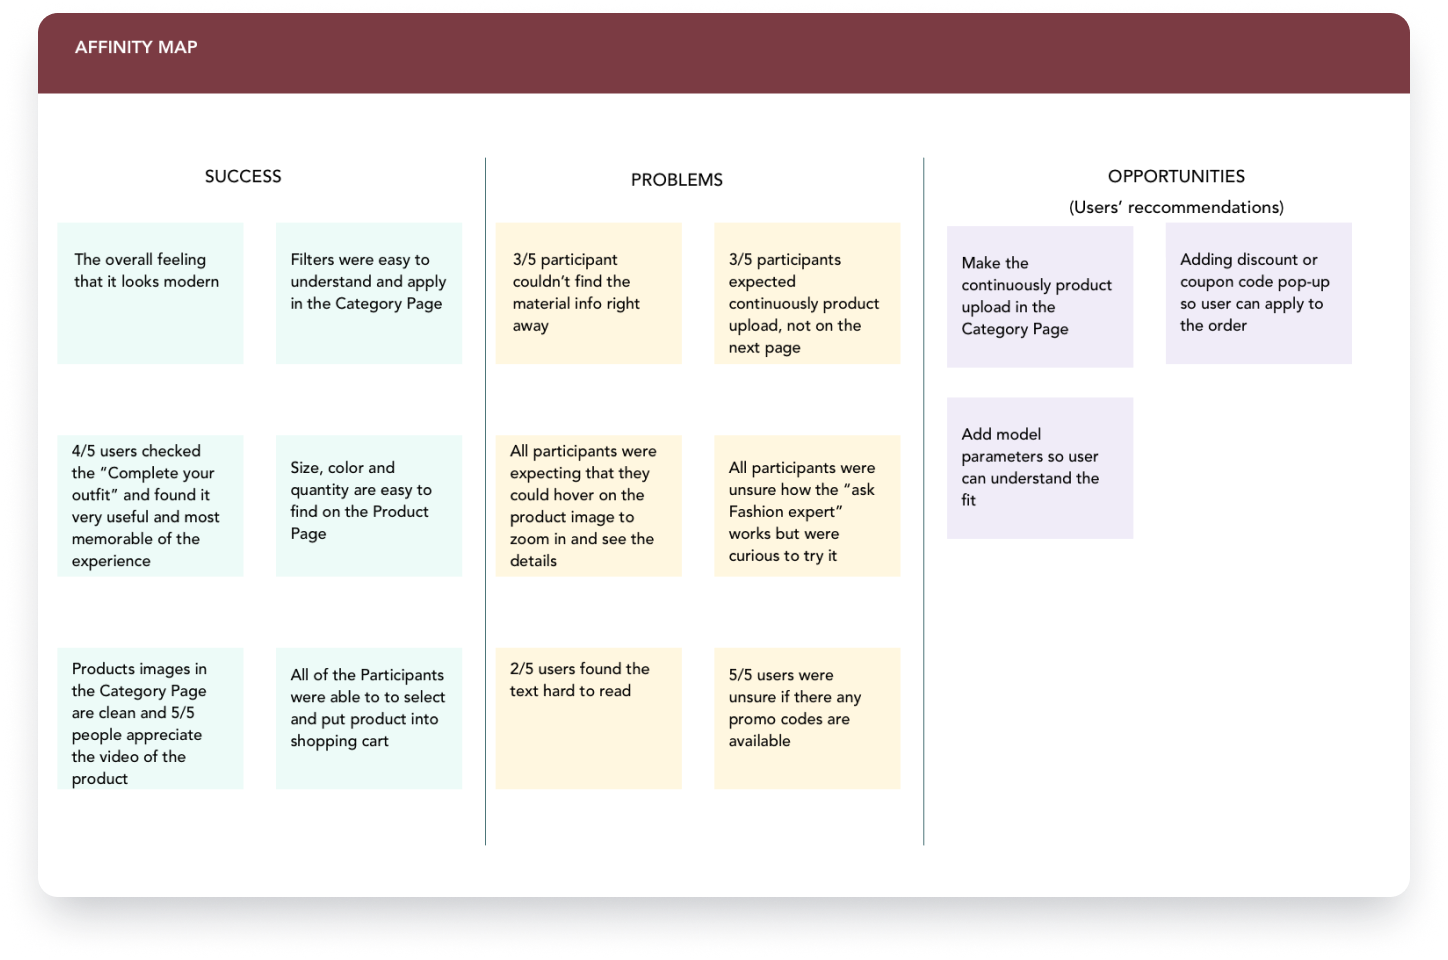 AFFINITY MAP
SUCCESS
The overall feeling
that it looks modern
Filters were easy to
understand and apply
in the Category Page
4/5 users checked
the “Complete your
outfit” and found it
very useful and most
memorable of the
experience
Size, color and
quantity are easy to
find on the Product
Page
Products images in
the Category Page
are clean and 5/5
people appreciate
the video of the
product
All of the Participants
were able to to select
and put product into
shopping cart
PROBLEMS
3/5 participant
couldn’t find the
material info right
away
3/5 participants
expected
continuously product
upload, not on the
next page
All participants were
expecting that they
could hover on the
product image to
zoom in and see the
details
All participants were
unsure how the “ask
Fashion expert”
works but were
curious to try it
2/5 users found the
text hard to read
5/5 users were
unsure if there any
promo codes are
available
OPPORTUNITIES
(Users’ reccommendations)
Make the
continuously product
upload in the
Category Page
Adding discount or
coupon code pop-up
so user can apply to
the order
Add model
parameters so user
can understand the
fit